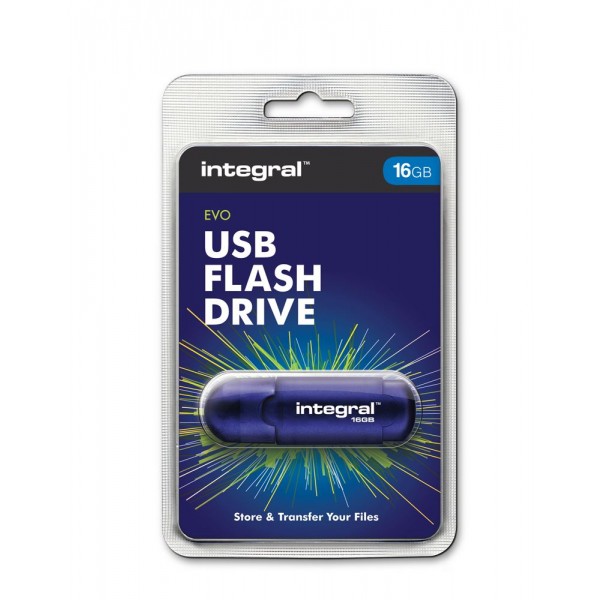 integral™
16GB
EVO
USB
FLASH
DRIVE
integral™
16GB
Store & Transfer Your Files